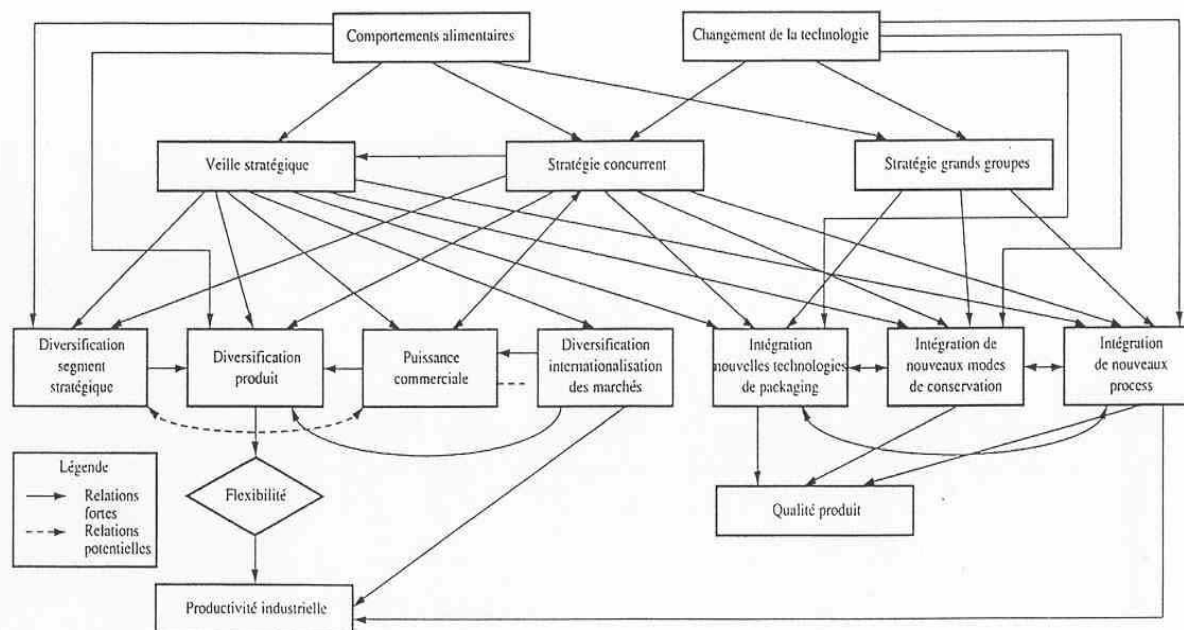 Comportements alimentaires
Changement de la technologie
Veille stratégique
Stratégie concurrent
Stratégie grands groupes
Diversification
segment
stratégique
Diversification
produit
Puissance
commerciale
Diversification
internationalisation
des marchés
Intégration
nouvelles technologies
de packaging
Intégration de
nouveaux modes
de conservation
Intégration
de nouveaux
process
Légende
Relations
fortes
Relations
potentielles
Flexibilité
Qualité produit
Productivité industrielle